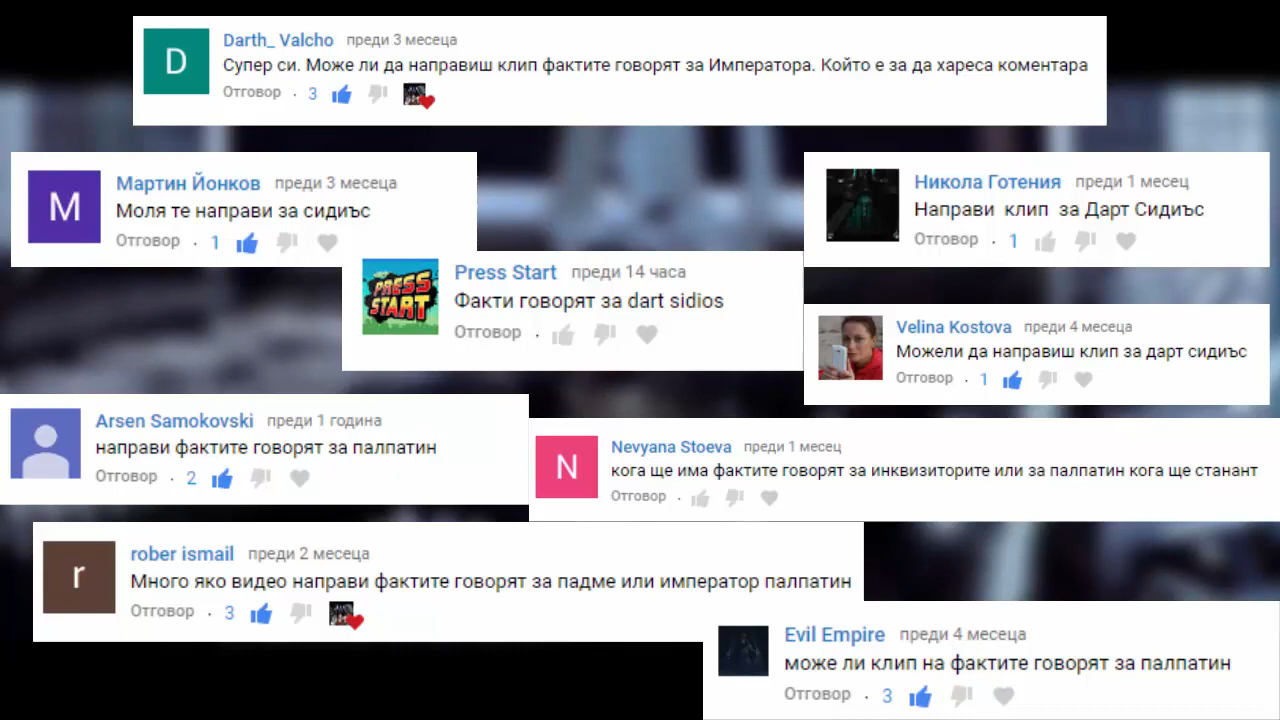 D
Darth_ Valcho преди 3 месеца
Супер си. Може ли да направиш клип фактите говорят за Императора. Който е за да хареса коментара
Отговор · 3
M
Мартин Йонков преди 3 месеца
Моля те направи за сидиъс
Отговор · 1
Никола Готения преди 1 месец
Направи клип за Дарт Сидиъс
Отговор · 1
PRESS START
Press Start преди 14 часа
Факти говорят за dart sidios
Отговор ·
Velina Kostova преди 4 месеца
Можели да направиш клип за дарт сидиъс
Отговор · 1
Arsen Samokovski преди 1 година
направи фактите говорят за палпатин
Отговор · 2
N
Nevyana Stoeva преди 1 месец
кога ще има фактите говорят за инквизиторите или за палпатин кога ще станант
Отговор ·
r
rober ismail преди 2 месеца
Много яко видео направи фактите говорят за падме или император палпатин
Отговор · 3
Evil Empire преди 4 месеца
може ли клип на фактите говорят за палпатин
Отговор · 3